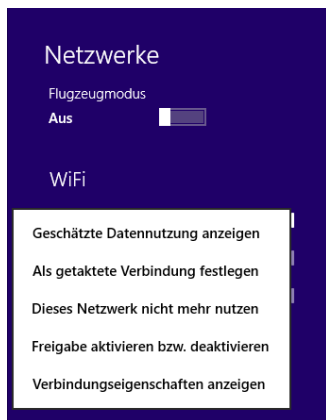 Netzwerke
Flugzeugmodus
Aus
WiFi
Geschätzte Datennutzung anzeigen
Als getaktete Verbindung festlegen
Dieses Netzwerk nicht mehr nutzen
Freigabe aktivieren bzw. deaktivieren
Verbindungseigenschaften anzeigen